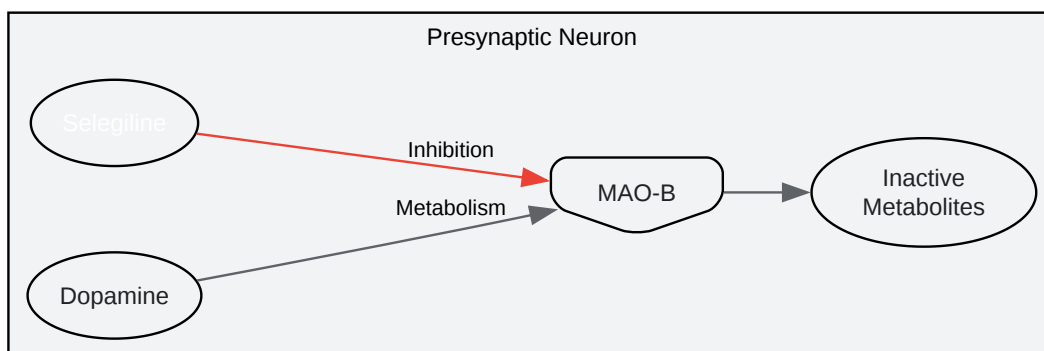 Presynaptic Neuron
Selegiline
Inhibition
Metabolism
MAO-B
Inactive
Metabolites
Dopamine